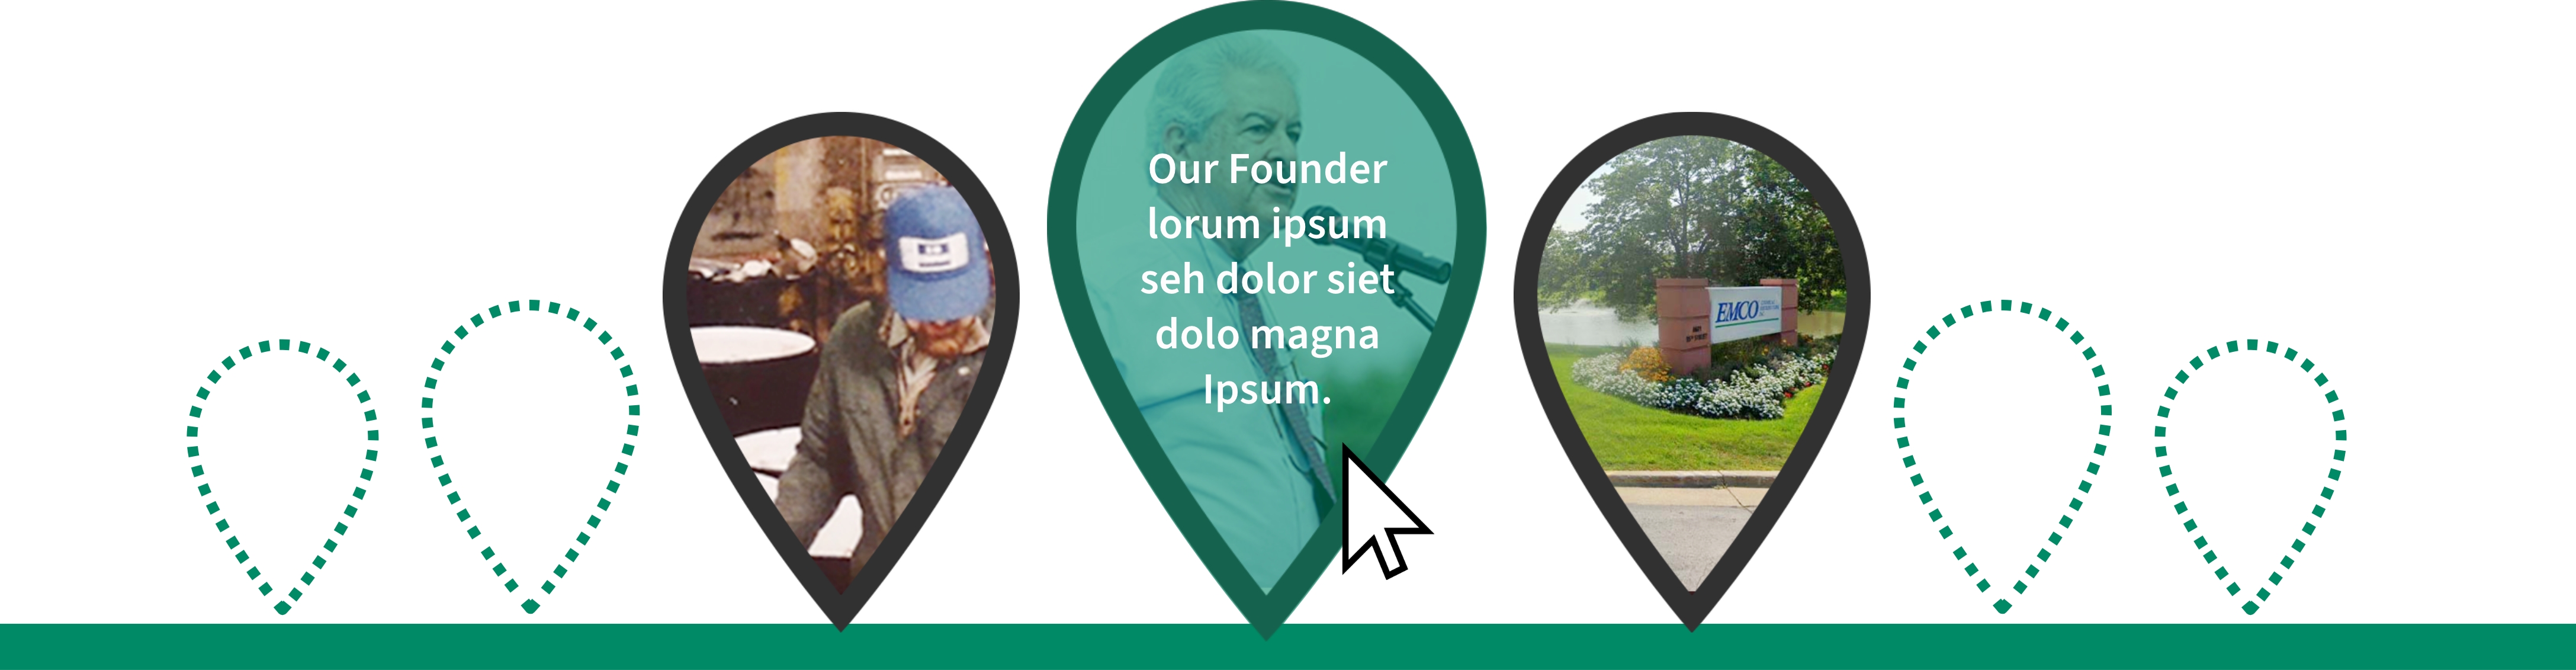 Our Founder
lorum ipsum
seh dolor siet
dolo magna
Ipsum.
EMCO